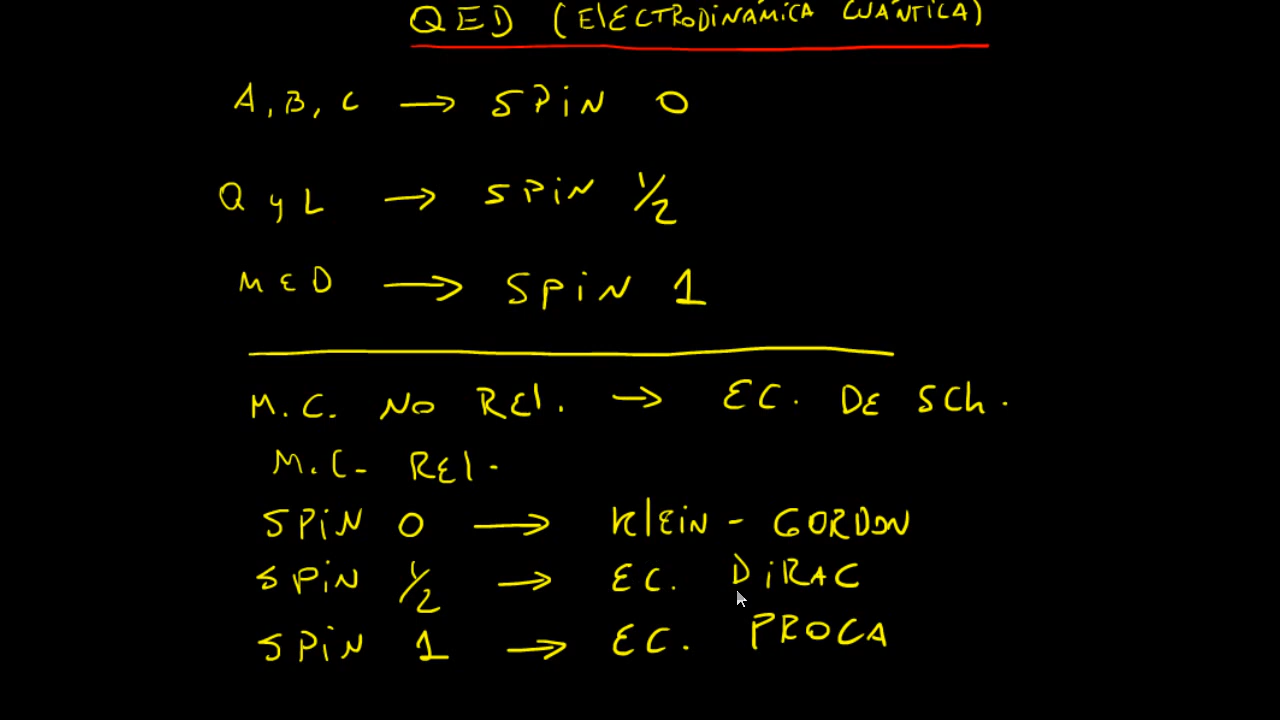 QED (ELECTRODINÁMICA CUÁNTICA)
A, B, C → SPIN 0
Q y L → SPIN 1/2
MED → SPIN 1
M.C. NO REL. → EC. DE SCH.
M.C. REL.
SPIN 0 → KLEIN - GORDON
SPIN 1/2 → EC. DIRAC
SPIN 1 → EC. PROCA